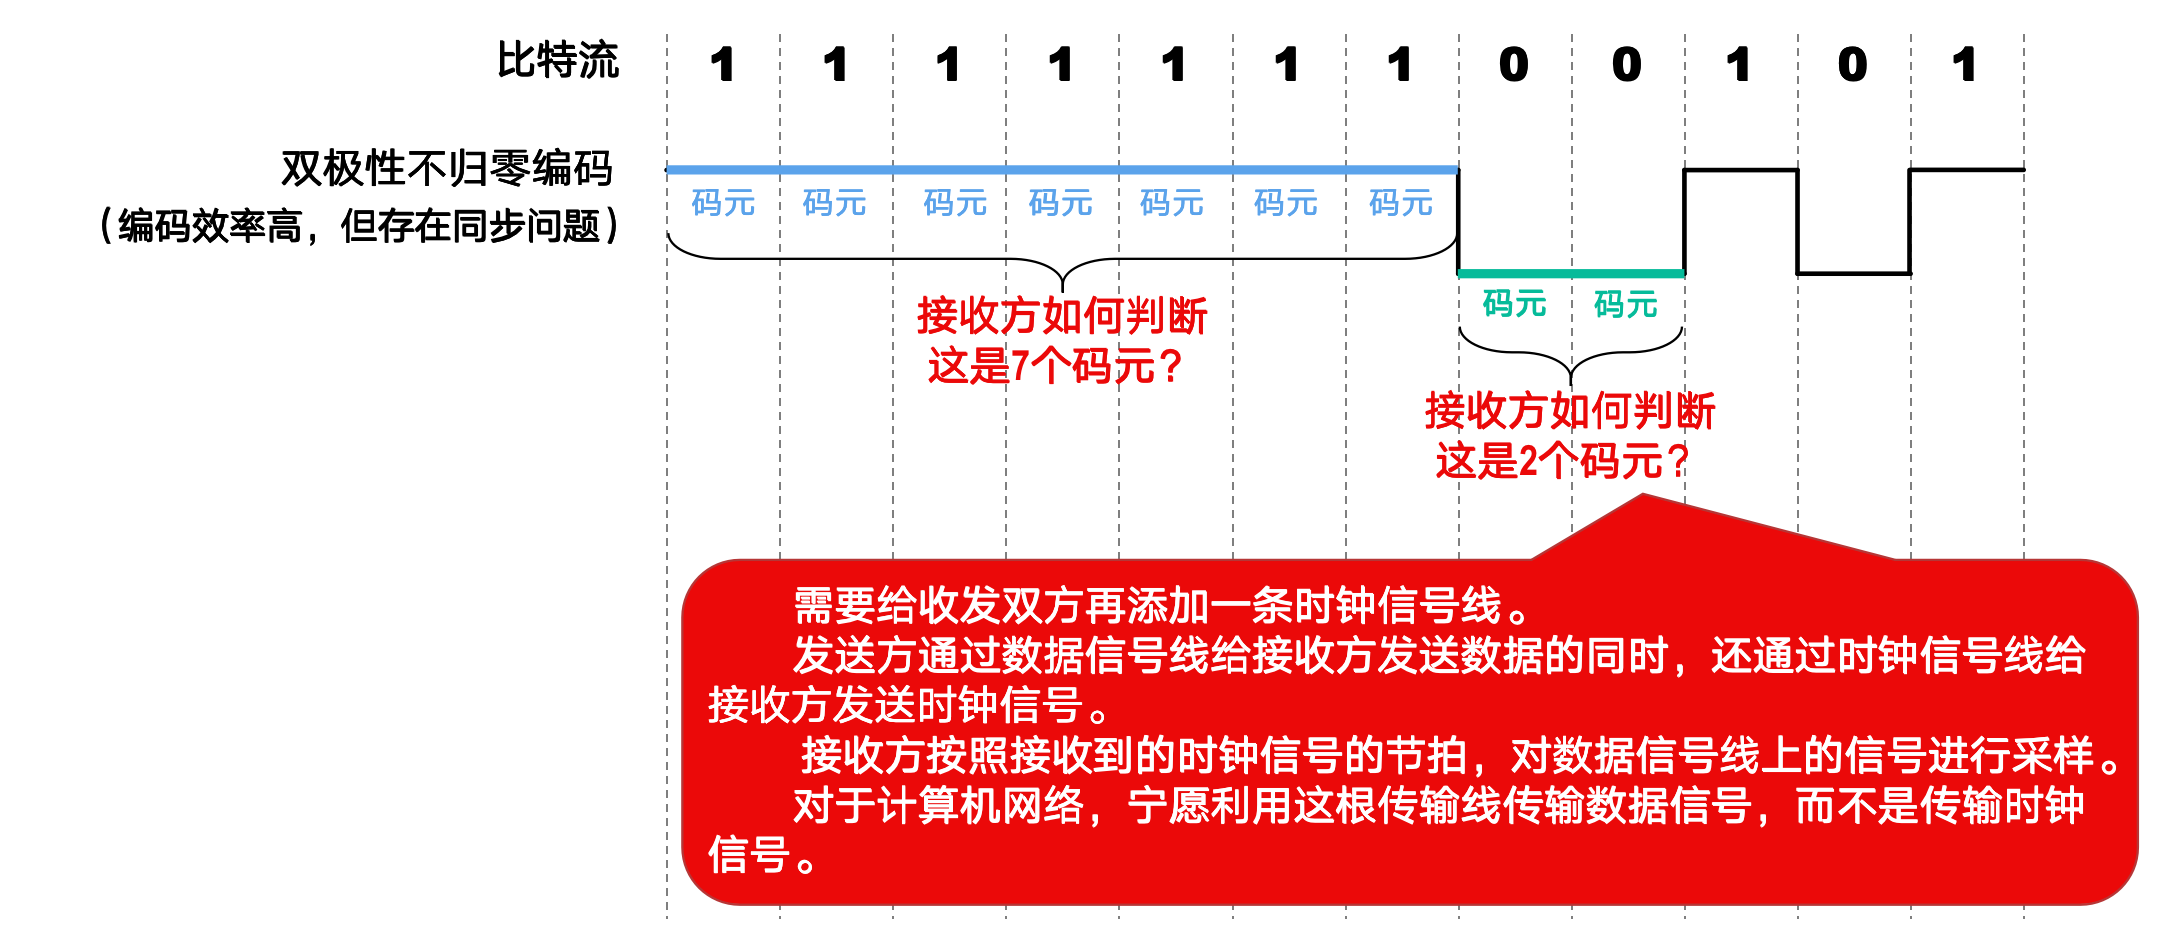 比特流 1 1 1 1 1 1 1 0 0 1 0 1
双极性不归零编码
（编码效率高，但存在同步问题）
码元 码元 码元 码元 码元 码元 码元
码元 码元
接收方如何判断
这是7个码元？
接收方如何判断
这是2个码元？
需要给收发双方再添加一条时钟信号线。
发送方通过数据信号线给接收方发送数据的同时，还通过时钟信号线给
接收方发送时钟信号。
接收方按照接收到的时钟信号的节拍，对数据信号线上的信号进行采样。
对于计算机网络，宁愿利用这根传输线传输数据信号，而不是传输时钟
信号。